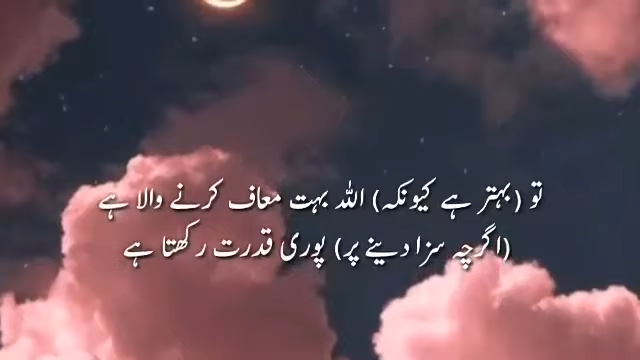 تو (بہتر ہے کیونکہ) اللہ بہت معاف کرنے والا ہے
(اگرچہ سزا دینے پر) پوری قدرت رکھتا ہے